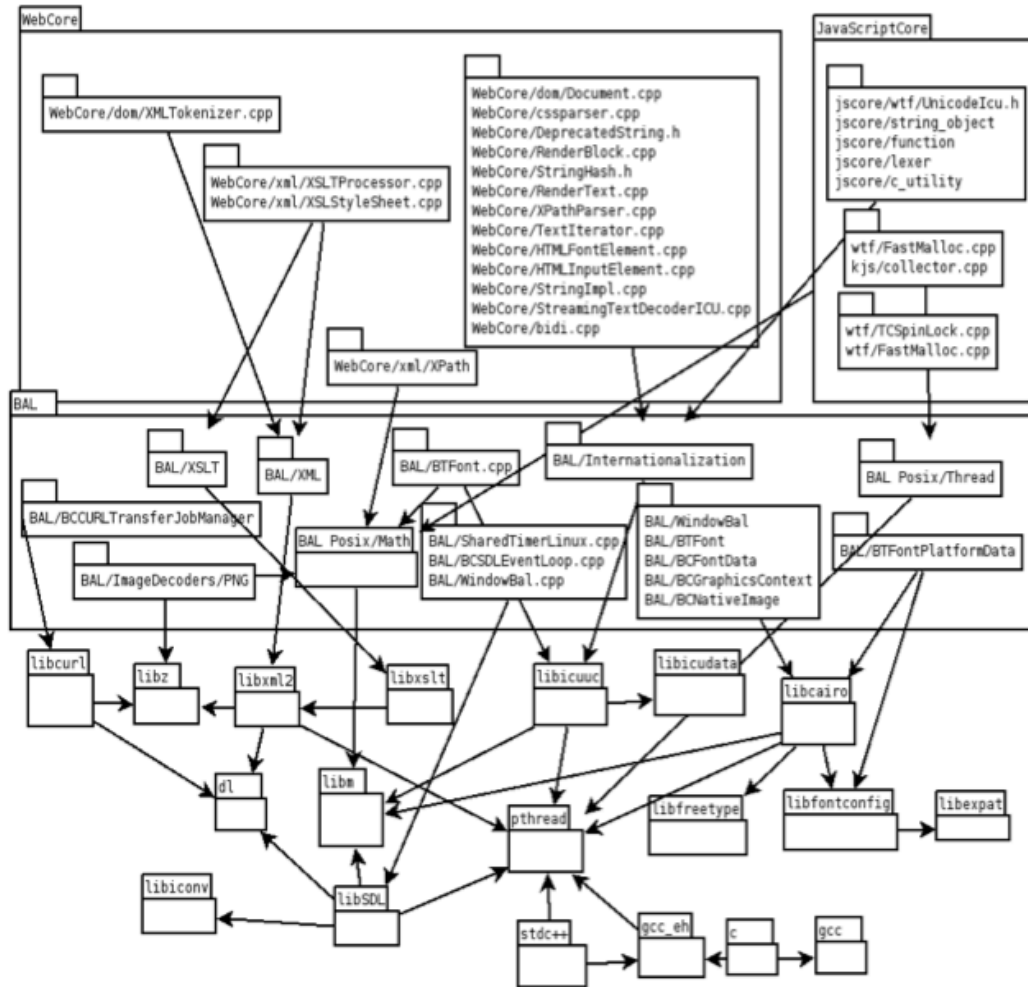 WebCore
JavaScriptCore
WebCore/dom/XMLTokenizer.cpp
WebCore/xml/XSLTProcessor.cpp
WebCore/xml/XSLStyleSheet.cpp
WebCore/dom/Document.cpp
WebCore/cssparser.cpp
WebCore/DeprecatedString.h
WebCore/RenderBlock.cpp
WebCore/StringHash.h
WebCore/RenderText.cpp
WebCore/XPathParser.cpp
WebCore/TextIterator.cpp
WebCore/HTMLFontElement.cpp
WebCore/HTMLInputElement.cpp
WebCore/StringImpl.cpp
WebCore/StreamingTextDecoderICU.cpp
WebCore/bidi.cpp
jscore/wtf/UnicodeIcu.h
jscore/string_object
jscore/function
jscore/lexer
jscore/c_utility
wtf/FastMalloc.cpp
kjs/collector.cpp
wtf/TCSpinLock.cpp
wtf/FastMalloc.cpp
WebCore/xml/XPath
BAL
BAL/XSLT
BAL/XML
BAL/BTFont.cpp
BAL/Internationalization
BAL Posix/Thread
BAL/BCCURLTransferJobManager
BAL Posix/Math
BAL/SharedTimerLinux.cpp
BAL/BCSDLEventLoop.cpp
BAL/WindowBal.cpp
BAL/WindowBal
BAL/BTFont
BAL/BCFontData
BAL/BCGraphicsContext
BAL/BCNativeImage
BAL/BTFontPlatformData
BAL/ImageDecoders/PNG
libcurl
libz
libxml2
libxslt
libicuuc
libicudata
libcairo
dl
libm
pthread
libfreetype
libfontconfig
libexpat
libiconv
libSDL
stdc++
gcc_eh
c
gcc